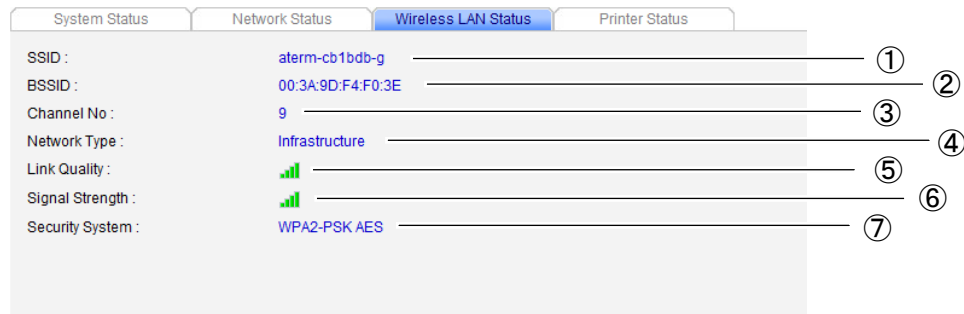 System Status Network Status Wireless LAN Status Printer Status
SSID : aterm-cb1bdb-g ①
BSSID : 00:3A:9D:F4:F0:3E ②
Channel No : 9 ③
Network Type : Infrastructure ④
Link Quality : ⑤
Signal Strength : ⑥
Security System : WPA2-PSK AES ⑦